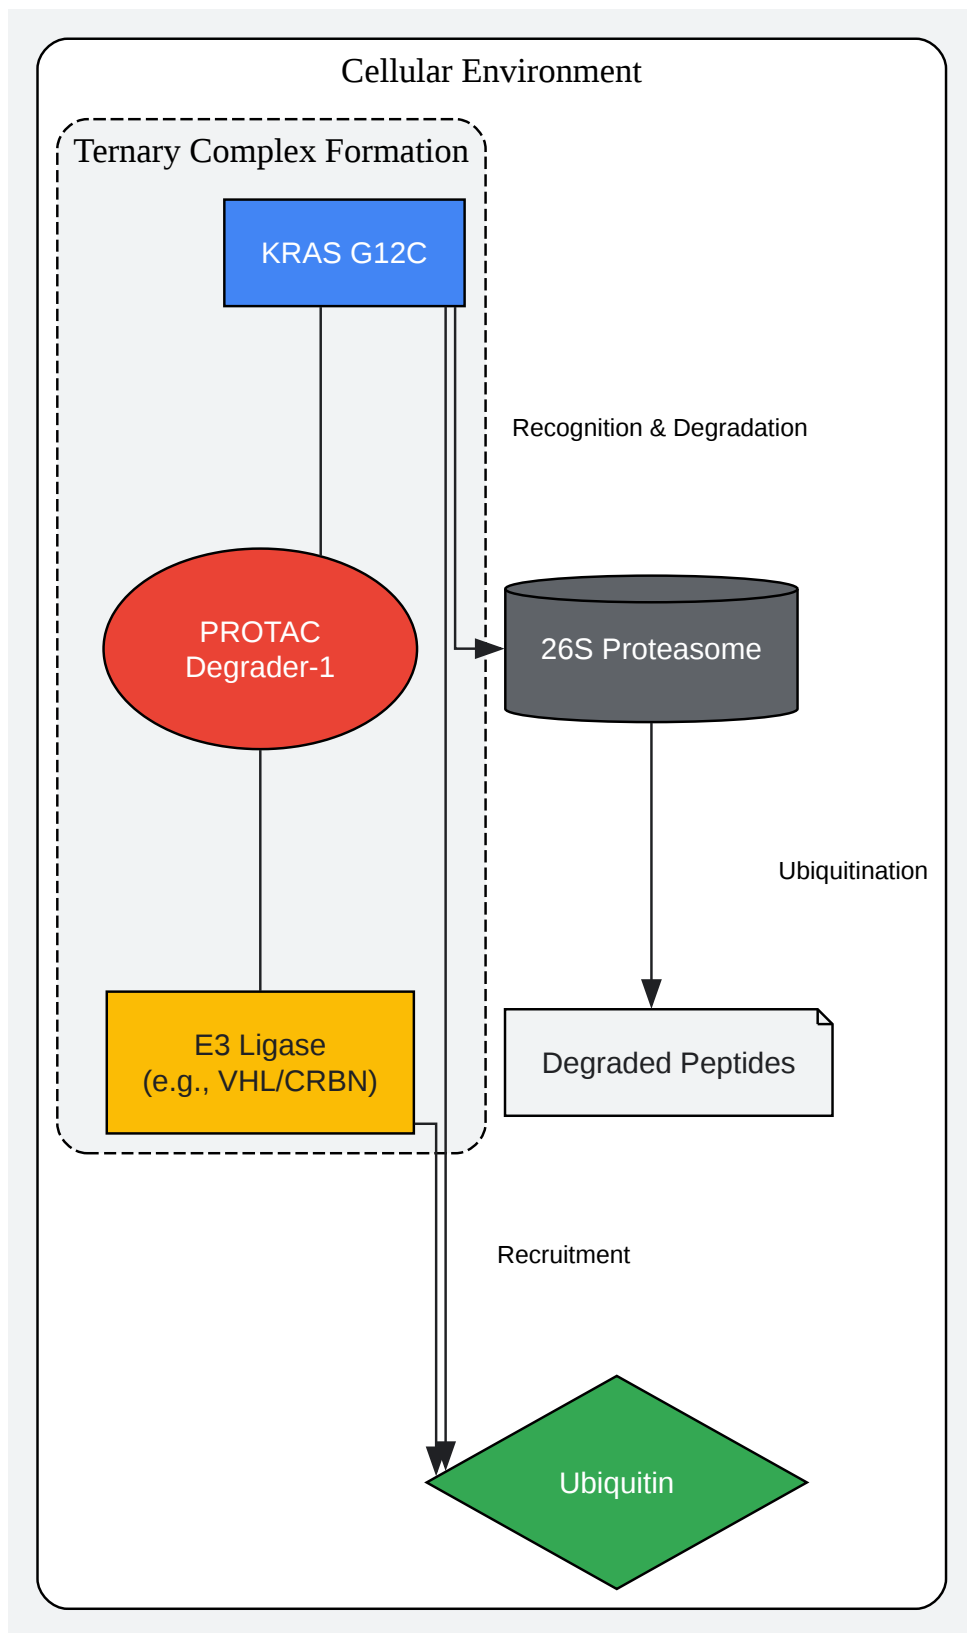 Cellular Environment
Ternary Complex Formation
KRAS G12C
Recognition & Degradation
PROTAC
Degrader-1
26S Proteasome
Ubiquitination
E3 Ligase
(e.g., VHL/CRBN)
Degraded Peptides
Recruitment
Ubiquitin